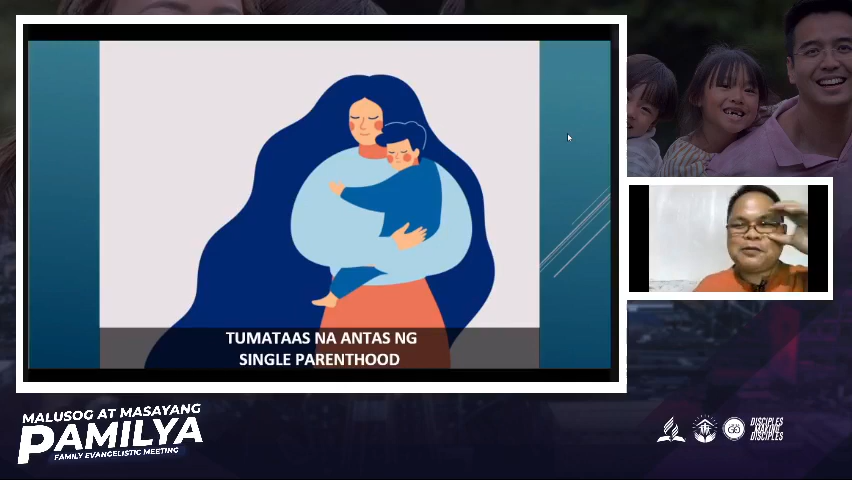 TUMATAAS NA ANTAS NG
SINGLE PARENTHOOD
MALUSOG AT MASAYANG
PAMILYA
FAMILY EVANGELISTIC MEETING
DISCIPLES
MAKING
DISCIPLES